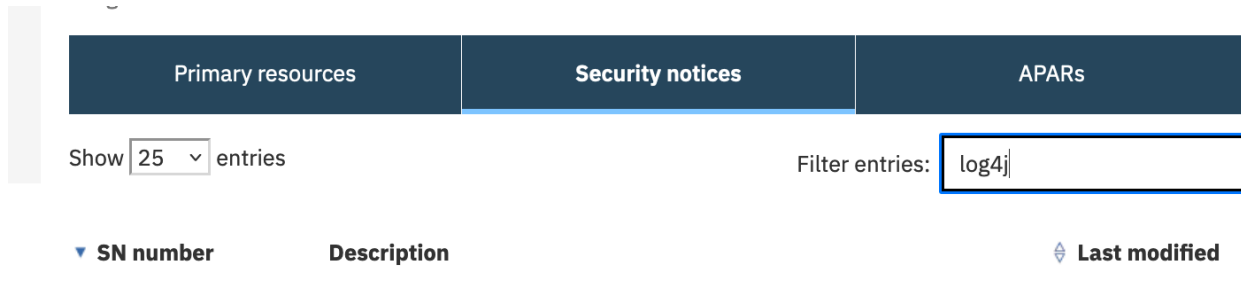 Primary resources Security notices APARs
Show 25 entries Filter entries: log4j
SN number Description Last modified